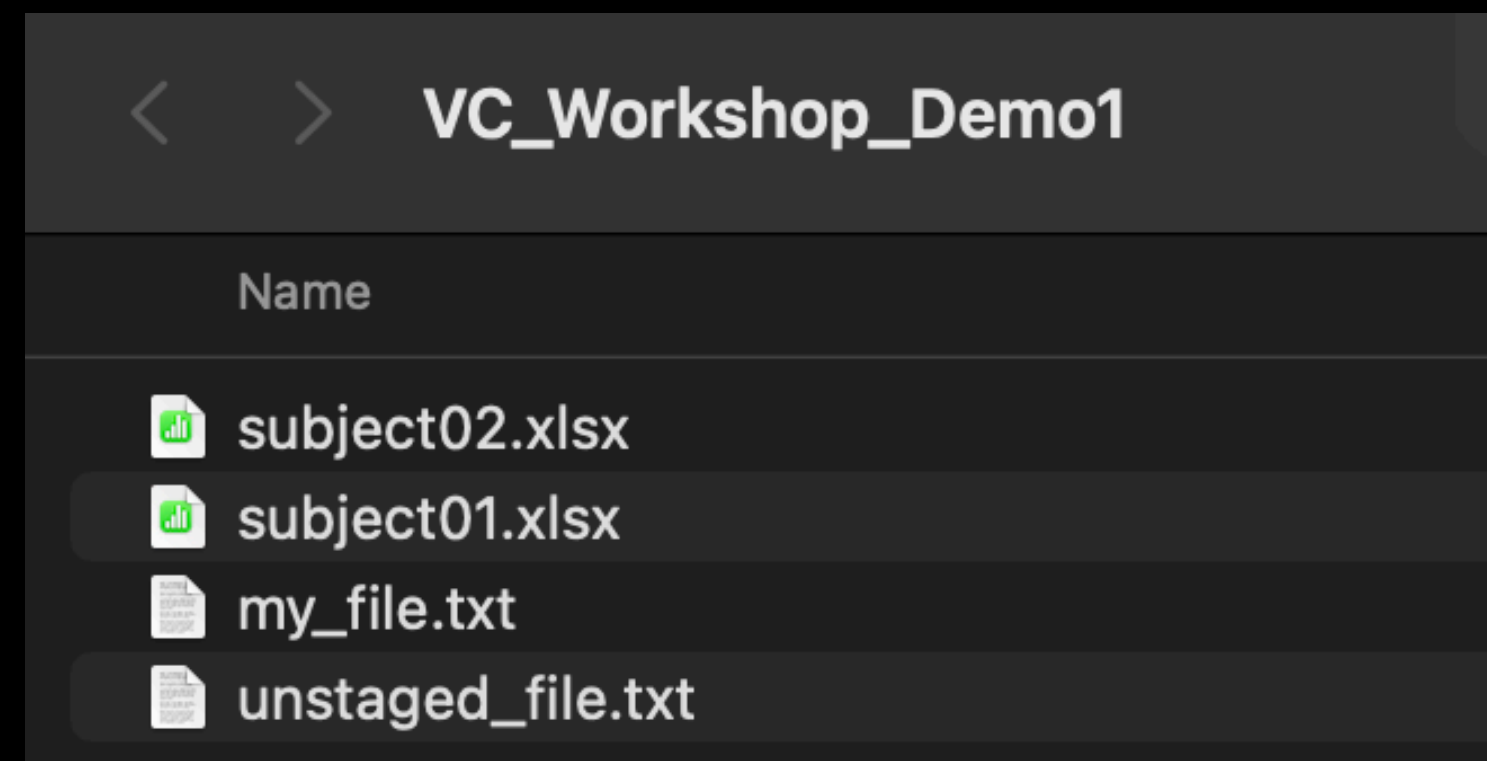 VC_Workshop_Demo1
Name
subject02.xlsx
subject01.xlsx
my_file.txt
unstaged_file.txt